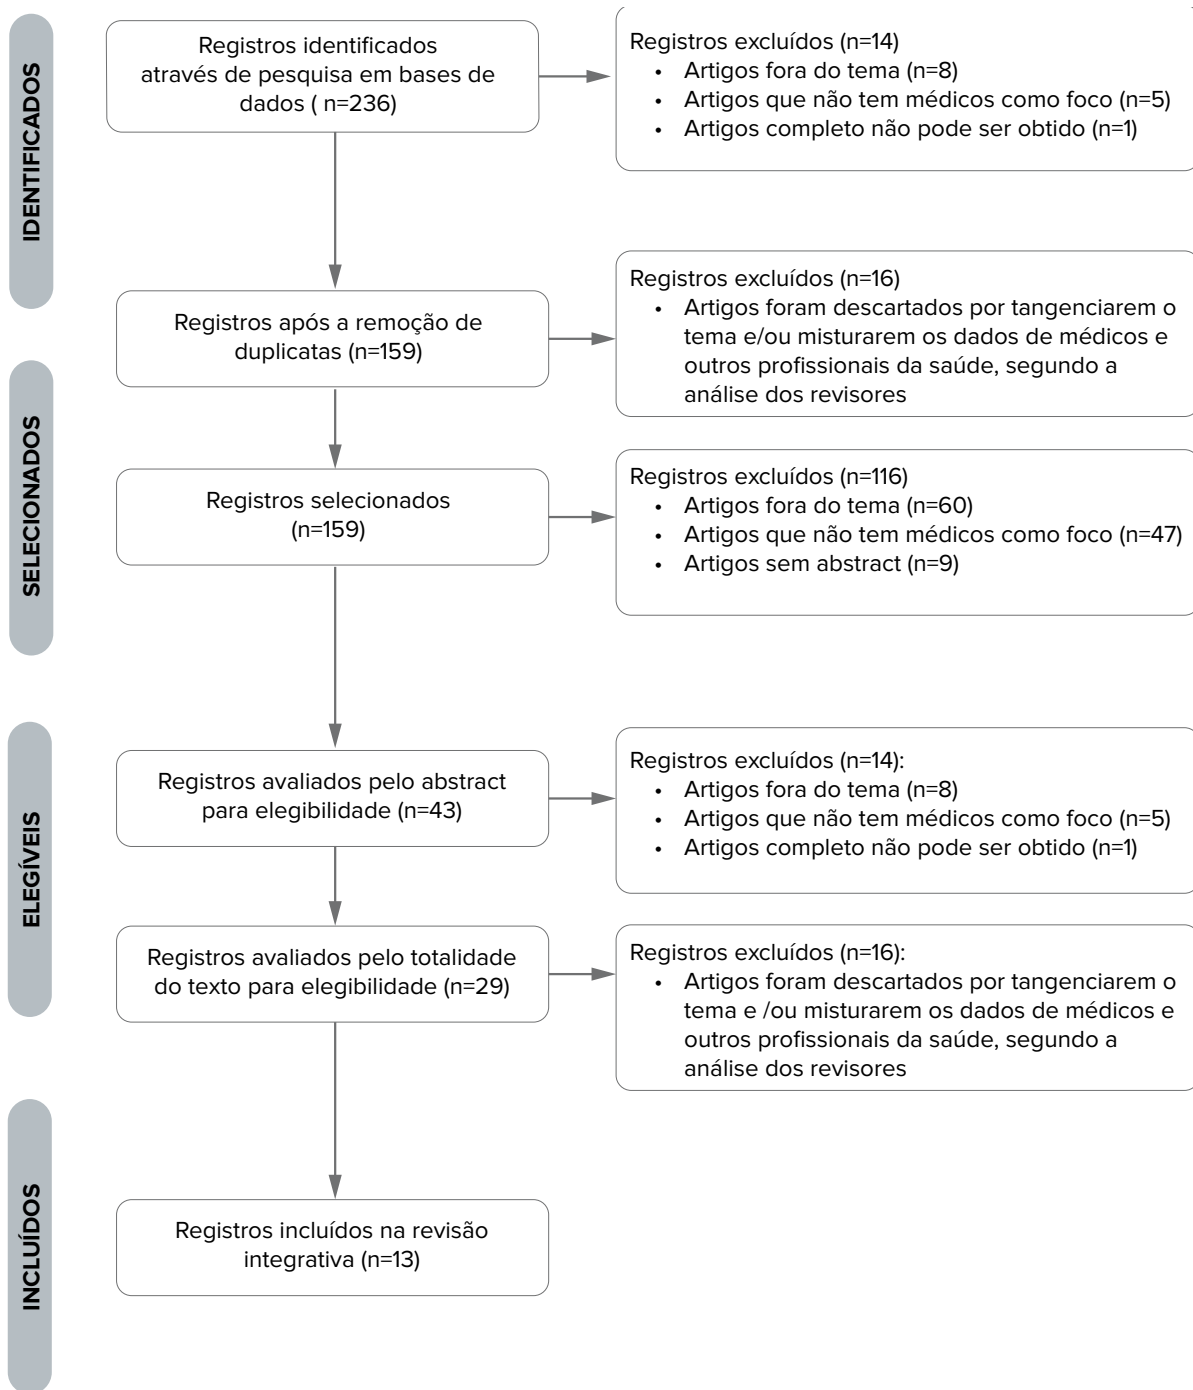 IDENTIFICADOS
Registros identificados
através de pesquisa em bases de
dados ( n=236)
Registros excluídos (n=14)
• Artigos fora do tema (n=8)
• Artigos que não tem médicos como foco (n=5)
• Artigos completo não pode ser obtido (n=1)
Registros após a remoção de
duplicatas (n=159)
Registros excluídos (n=16)
• Artigos foram descartados por tangenciarem o
tema e/ou misturarem os dados de médicos e
outros profissionais da saúde, segundo a
análise dos revisores
SELECIONADOS
Registros selecionados
(n=159)
Registros excluídos (n=116)
• Artigos fora do tema (n=60)
• Artigos que não tem médicos como foco (n=47)
• Artigos sem abstract (n=9)
ELEGÍVEIS
Registros avaliados pelo abstract
para elegibilidade (n=43)
Registros excluídos (n=14):
• Artigos fora do tema (n=8)
• Artigos que não tem médicos como foco (n=5)
• Artigos completo não pode ser obtido (n=1)
Registros avaliados pelo totalidade
do texto para elegibilidade (n=29)
Registros excluídos (n=16):
• Artigos foram descartados por tangenciarem o
tema e /ou misturarem os dados de médicos e
outros profissionais da saúde, segundo a
análise dos revisores
INCLUÍDOS
Registros incluídos na revisão
integrativa (n=13)